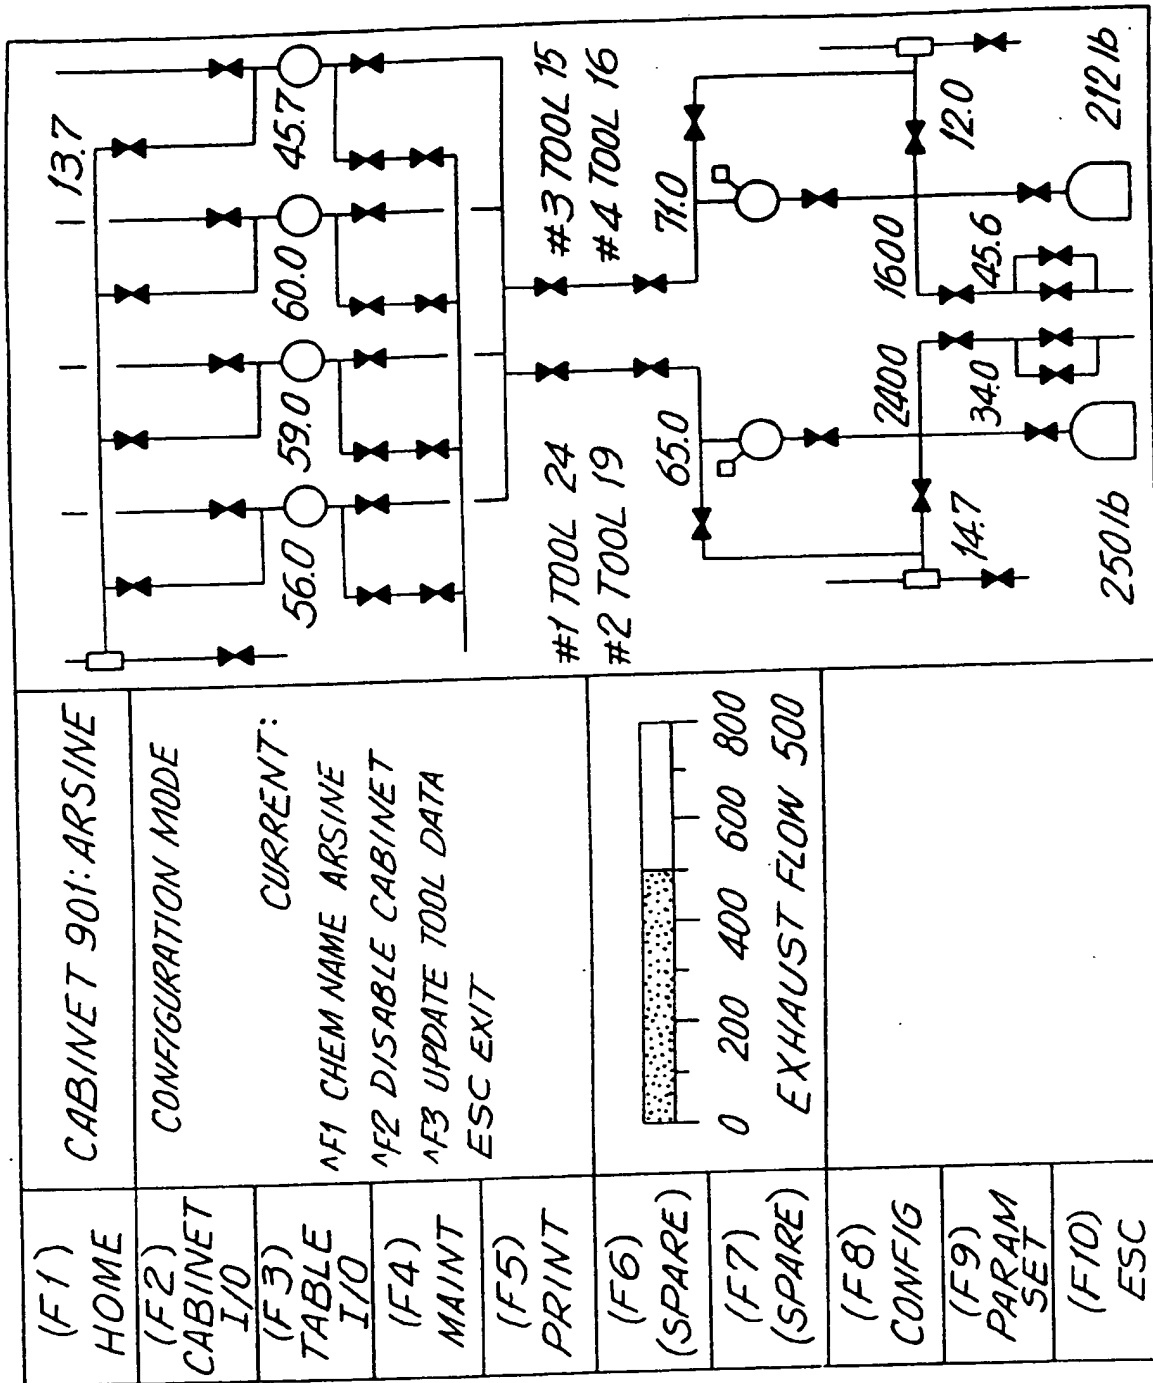 (F1)
HOME
(F2)
CABINET
I/O
(F3)
TABLE
I/O
(F4)
MAINT
(F5)
PRINT
(F6)
(SPARE)
(F7)
(SPARE)
(F8)
CONFIG
(F9)
PARAM
SET
(F10)
ESC
CABINET 901: ARSINE
CONFIGURATION MODE
CURRENT:
^F1 CHEM NAME ARSINE
^F2 DISABLE CABINET
^F3 UPDATE TOOL DATA
ESC EXIT
0 200 400 600 800
EXHAUST FLOW 500
13.7
56.0 59.0 60.0 45.7
#1 TOOL 24
#2 TOOL 19
#3 TOOL 15
#4 TOOL 16
65.0 71.0
2400 1600
14.7 34.0 45.6 12.0
250 lb 212 lb